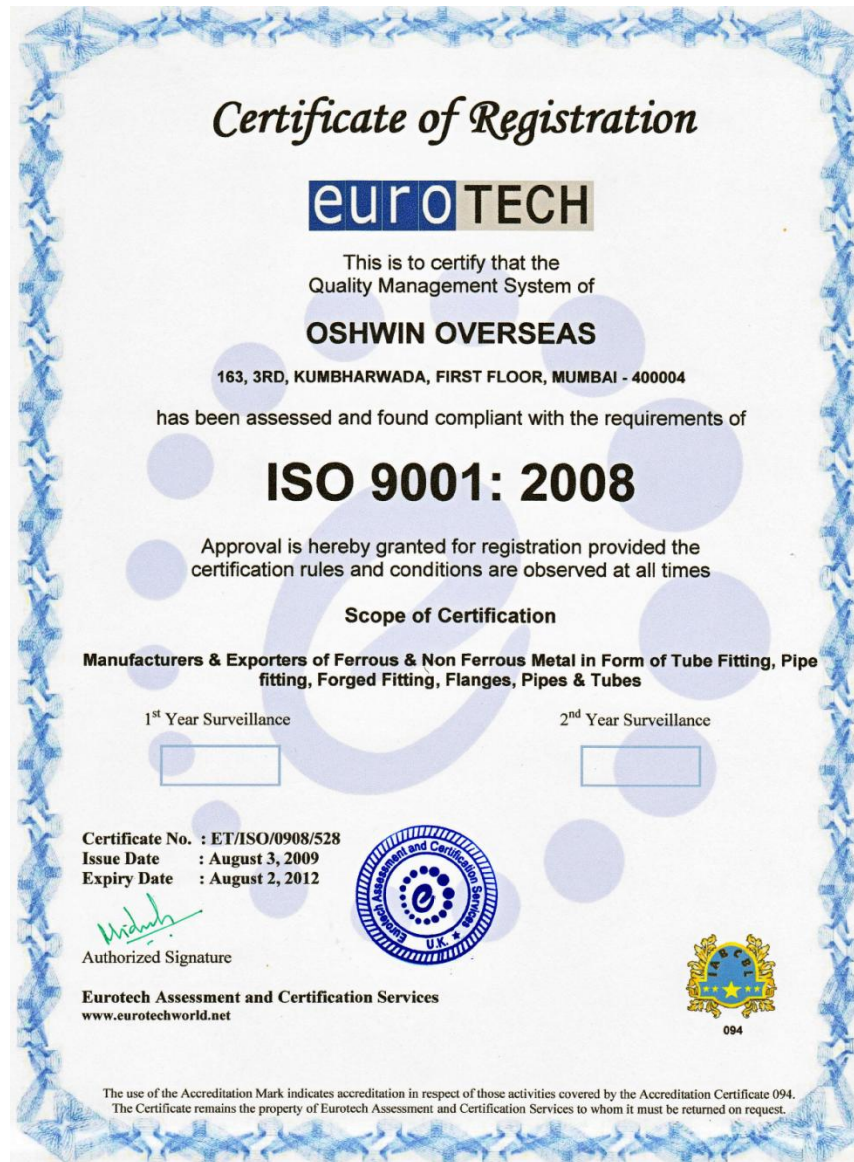 Certificate of Registration
euro TECH
This is to certify that the
Quality Management System of
OSHWIN OVERSEAS
163, 3RD, KUMBHARWADA, FIRST FLOOR, MUMBAI - 400004
has been assessed and found compliant with the requirements of
ISO 9001: 2008
Approval is hereby granted for registration provided the
certification rules and conditions are observed at all times
Scope of Certification
Manufacturers & Exporters of Ferrous & Non Ferrous Metal in Form of Tube Fitting, Pipe
fitting, Forged Fitting, Flanges, Pipes & Tubes
1st Year Surveillance
2nd Year Surveillance
Certificate No. : ET/ISO/0908/528
Issue Date : August 3, 2009
Expiry Date : August 2, 2012
Eurotech Assessment and Certification Services
U.K. ★
e
Authorized Signature
Eurotech Assessment and Certification Services
www.eurotechworld.net
IABCBL
094
The use of the Accreditation Mark indicates accreditation in respect of those activities covered by the Accreditation Certificate 094.
The Certificate remains the property of Eurotech Assessment and Certification Services to whom it must be returned on request.